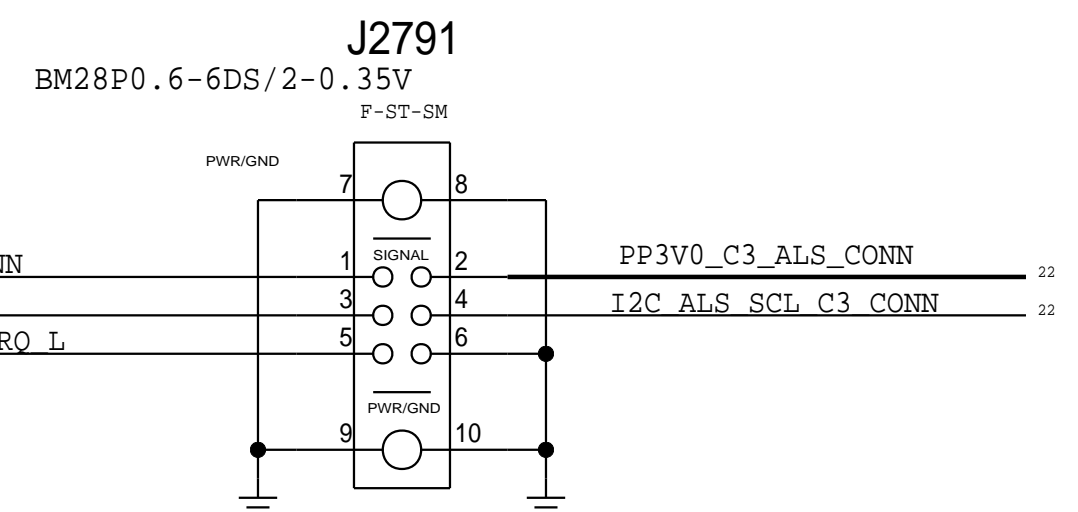 J2791
BM28P0.6-6DS/2-0.35V
F-ST-SM
PWR/GND
7 8
SIGNAL
1 2 PP3V0_C3_ALS_CONN 22
3 4 I2C_ALS_SCL_C3_CONN 22
RQ_L 5 6
PWR/GND
9 10